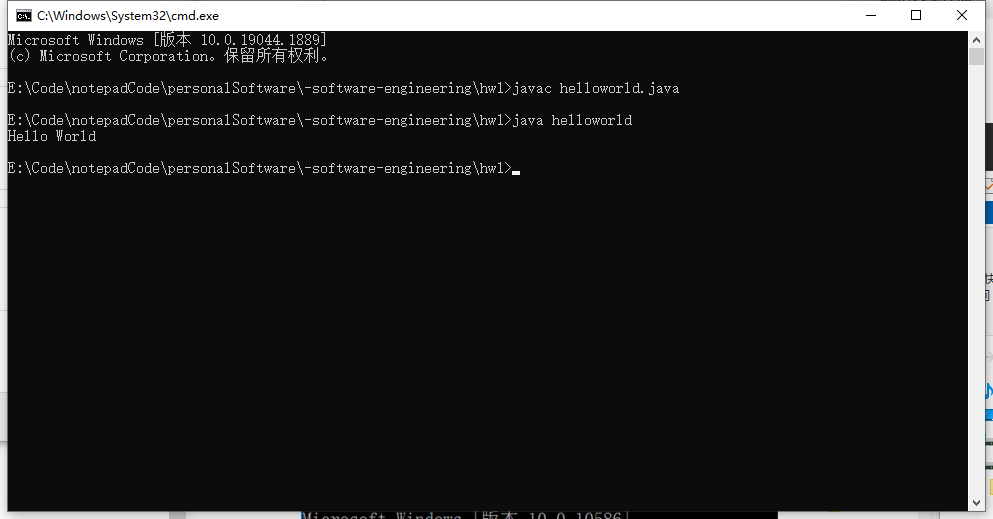 C:\Windows\System32\cmd.exe
Microsoft Windows [版本 10.0.19044.1889]
(c) Microsoft Corporation。保留所有权利。
E:\Code\notepadCode\personalSoftware\-software-engineering\hw1>javac helloworld.java
E:\Code\notepadCode\personalSoftware\-software-engineering\hw1>java helloworld
Hello World
E:\Code\notepadCode\personalSoftware\-software-engineering\hw1>
Microsoft Windows [版本 10.0.10586]